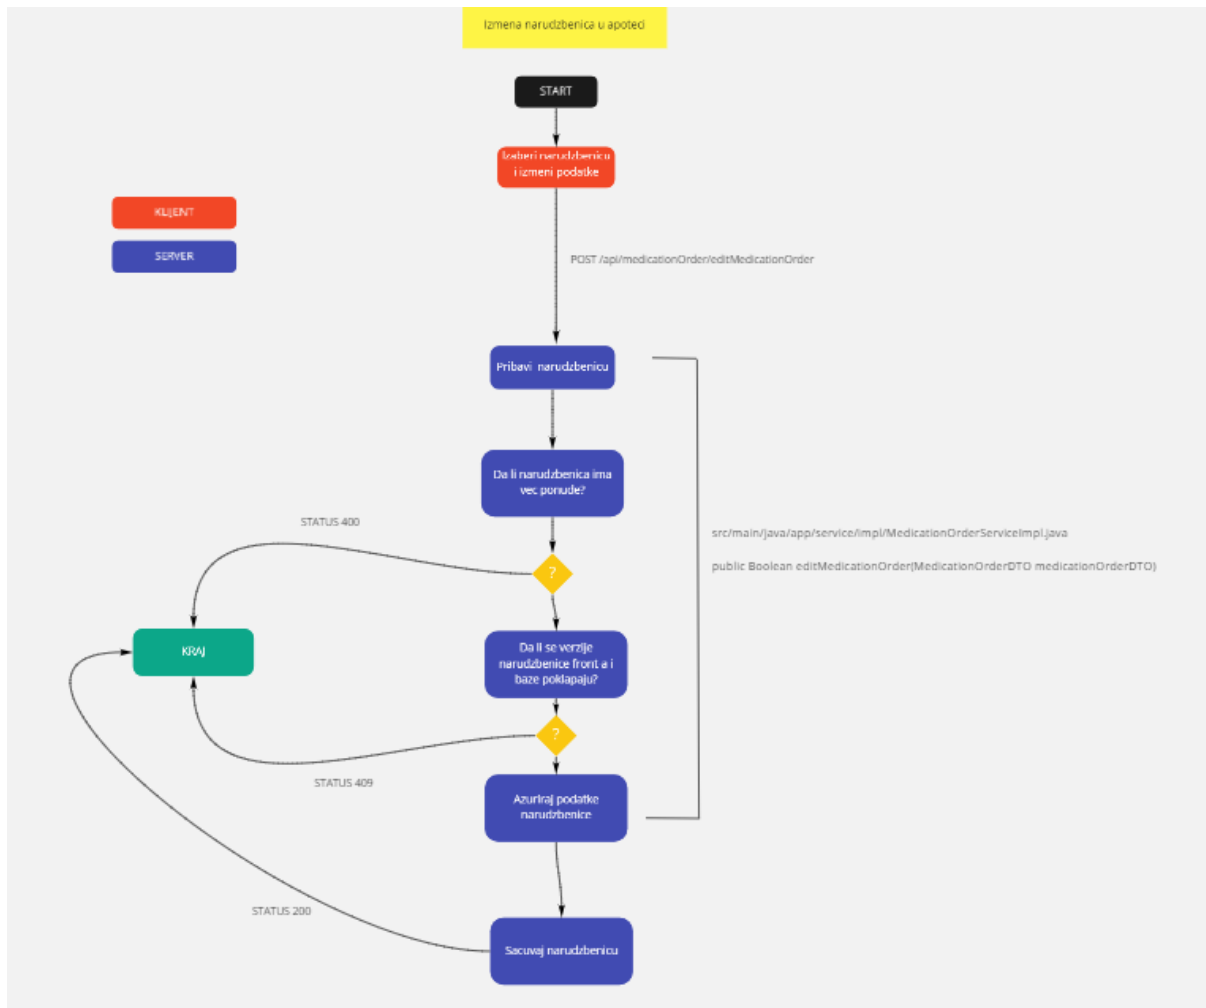 Izmena narudzbenica u apoteci
START
Izaberi narudzbenicu
i izmeni podatke
KLIJENT
SERVER
POST /api/medicationOrder/editMedicationOrder
Pribavi narudzbenicu
Da li narudzbenica ima
vec ponude?
STATUS 400
src/main/java/app/service/impl/MedicationOrderServiceImpl.java
public Boolean editMedicationOrder(MedicationOrderDTO medicationOrderDTO)
?
KRAJ
Da li se verzije
narudzbenice front a i
baze poklapaju?
?
STATUS 409
Azuriraj podatke
narudzbenice
STATUS 200
Sacuvaj narudzbenicu